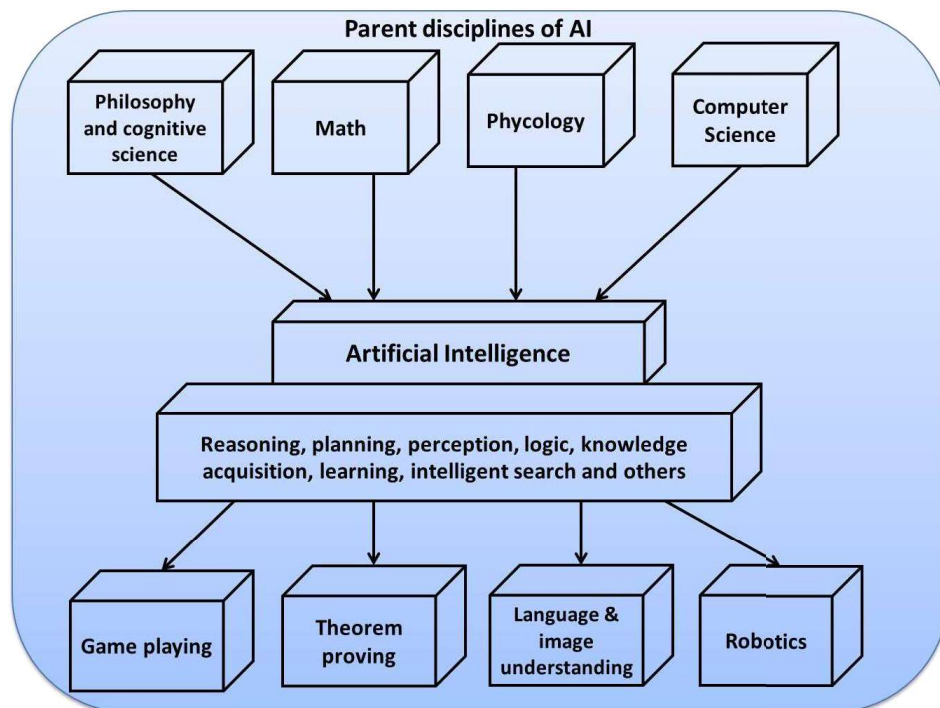 Parent disciplines of AI
Philosophy
and cognitive
science
Math
Phycology
Computer
Science
Artificial Intelligence
Reasoning, planning, perception, logic, knowledge
acquisition, learning, intelligent search and others
Game playing
Theorem
proving
Language &
image
understanding
Robotics